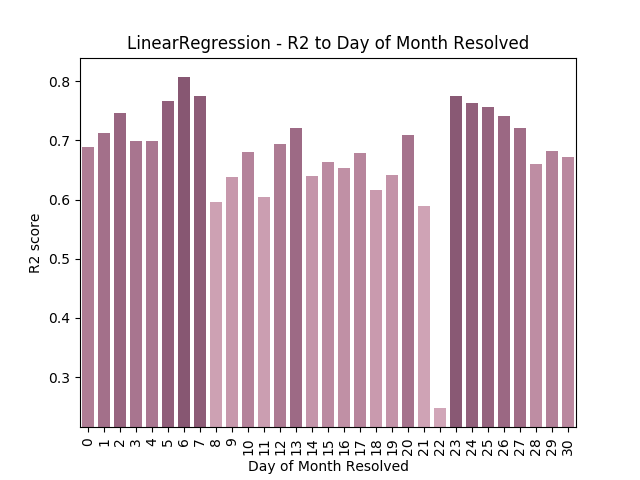 LinearRegression - R2 to Day of Month Resolved
0.8
0.7
0.6
0.5
0.4
0.3
R2 score
0 1 2 3 4 5 6 7 8 9 10 11 12 13 14 15 16 17 18 19 20 21 22 23 24 25 26 27 28 29 30
Day of Month Resolved